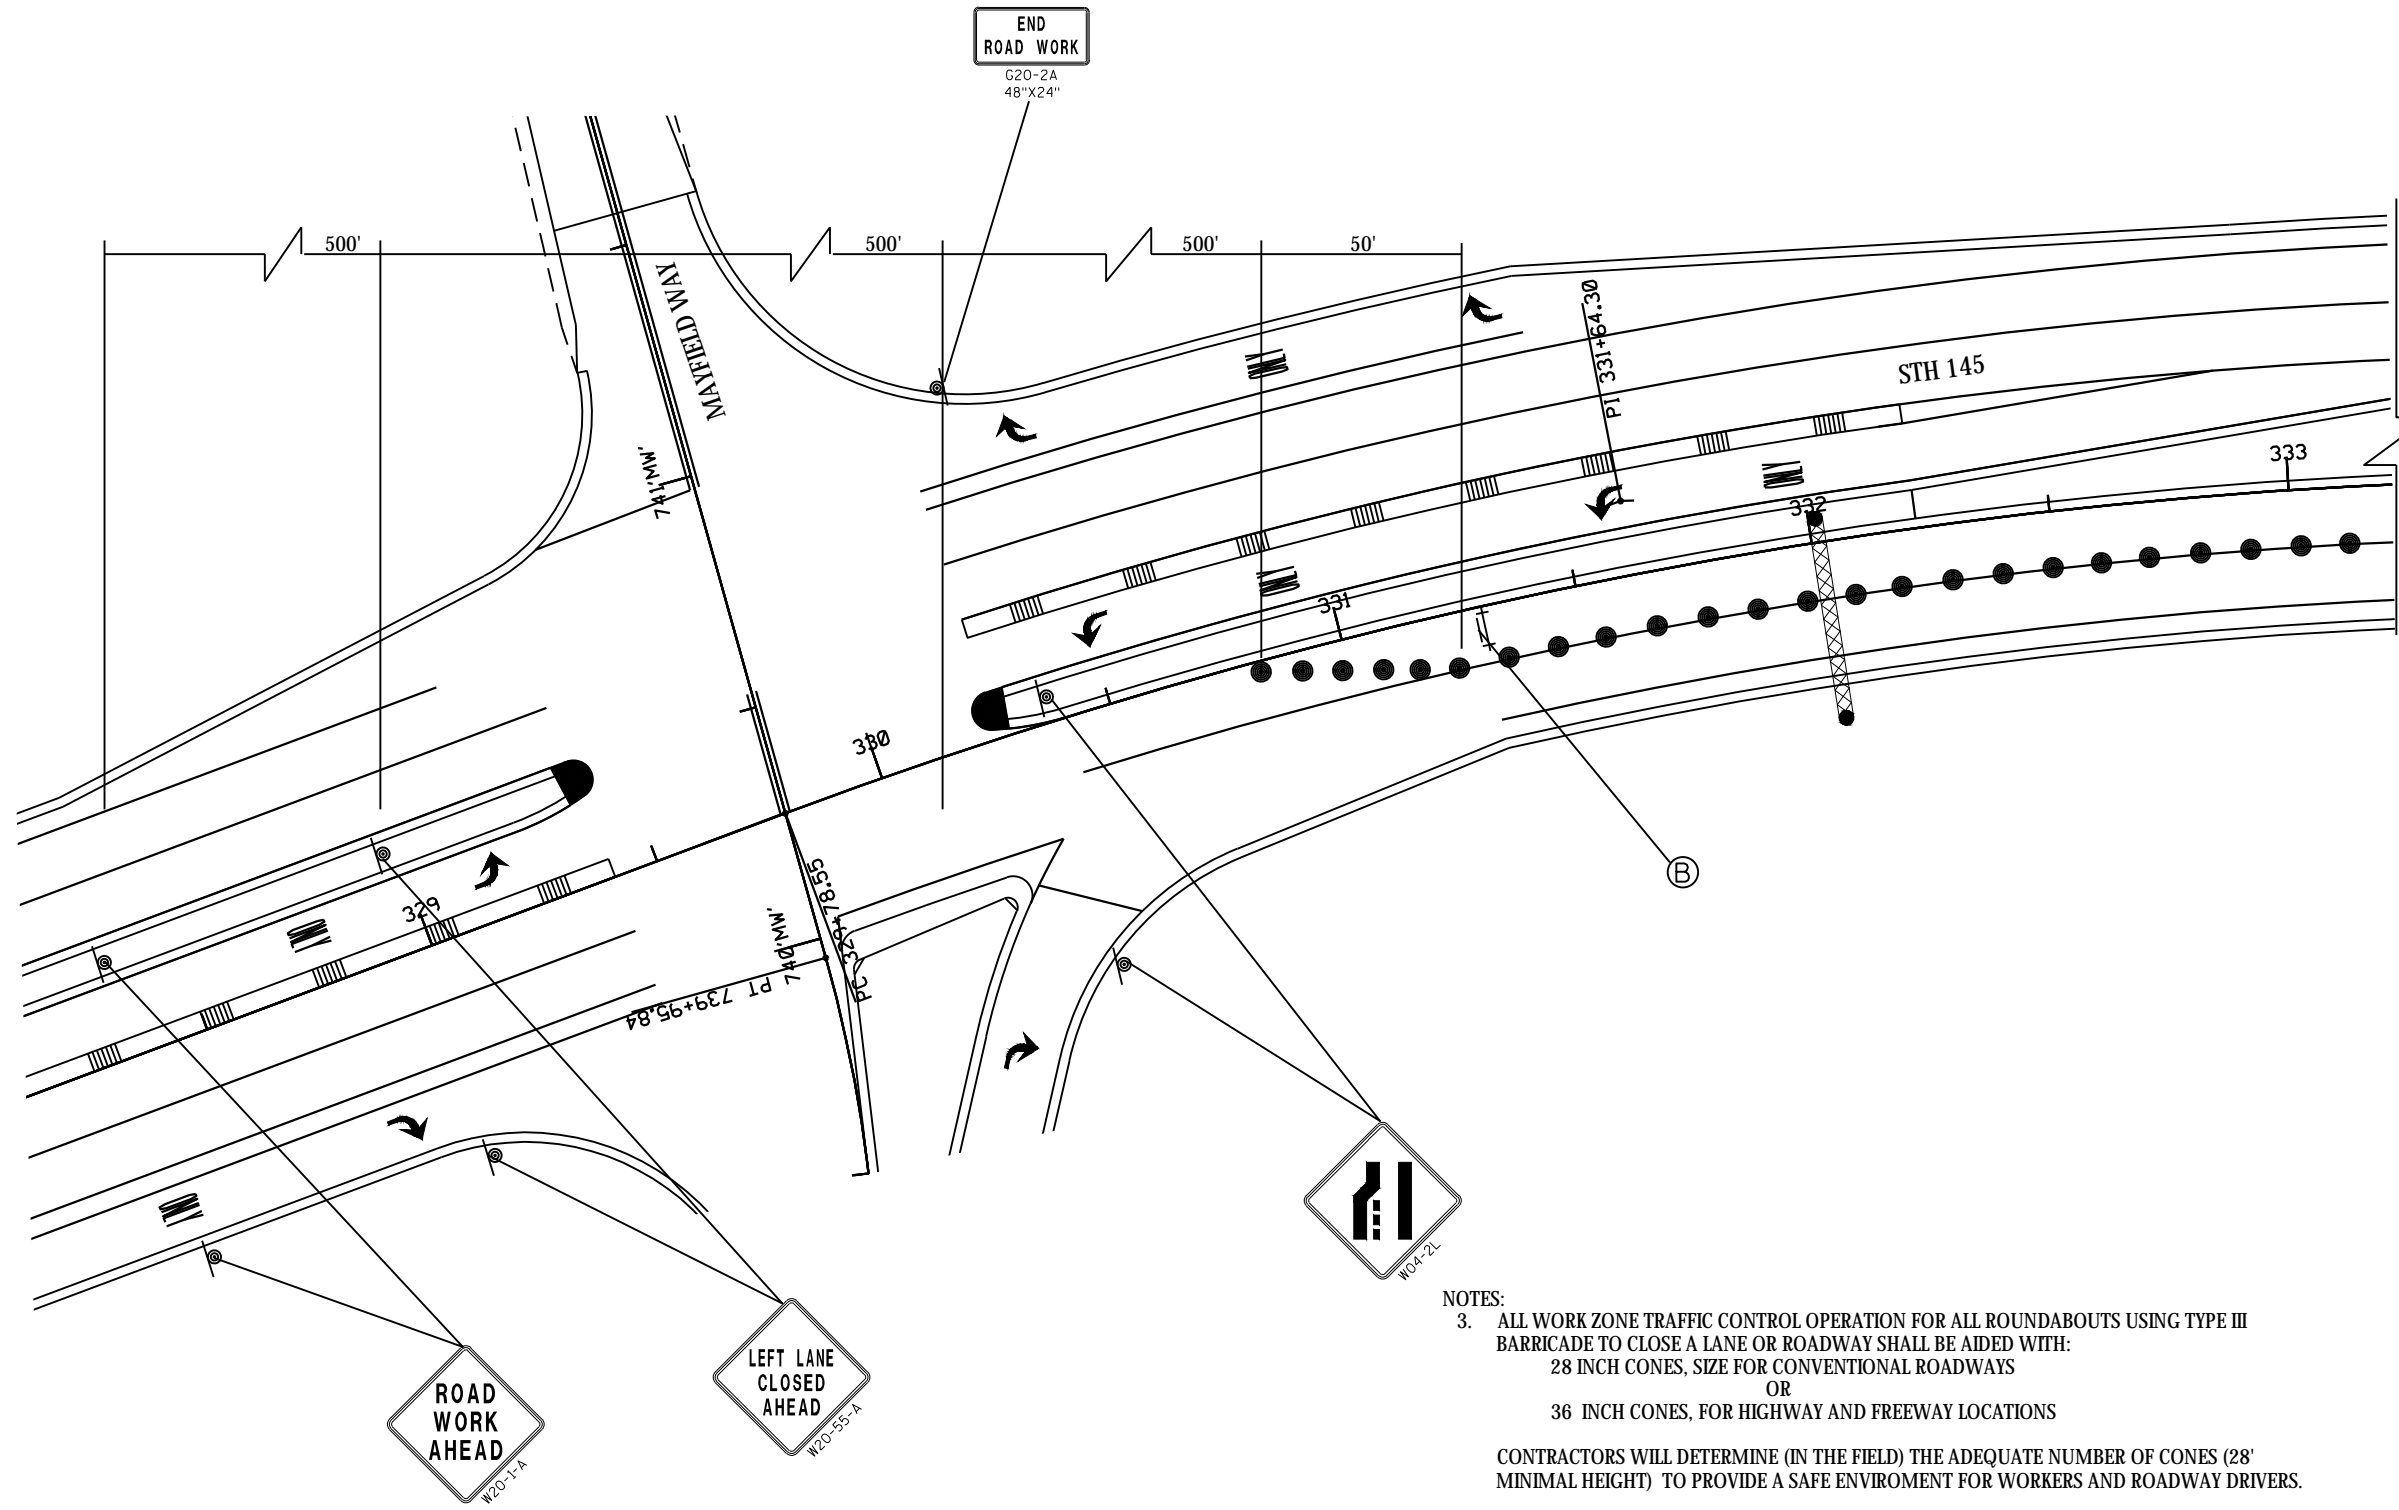 END
ROAD WORK
G20-2A
48"X24"
500'
500'
500'
50'
MAYFIELD WAY
PI 331+64.30
STH 145
741'MW'
333
332
331
330
329
ONLY
ONLY
ONLY
ONLY
ONLY
PC 329+78.55
740'MW'
PT 739+95.84
B
W04-2L
ROAD
WORK
AHEAD
W20-1-A
LEFT LANE
CLOSED
AHEAD
W20-55-A
NOTES:
3. ALL WORK ZONE TRAFFIC CONTROL OPERATION FOR ALL ROUNDABOUTS USING TYPE III
BARRICADE TO CLOSE A LANE OR ROADWAY SHALL BE AIDED WITH:
28 INCH CONES, SIZE FOR CONVENTIONAL ROADWAYS
OR
36 INCH CONES, FOR HIGHWAY AND FREEWAY LOCATIONS
CONTRACTORS WILL DETERMINE (IN THE FIELD) THE ADEQUATE NUMBER OF CONES (28'
MINIMAL HEIGHT) TO PROVIDE A SAFE ENVIROMENT FOR WORKERS AND ROADWAY DRIVERS.